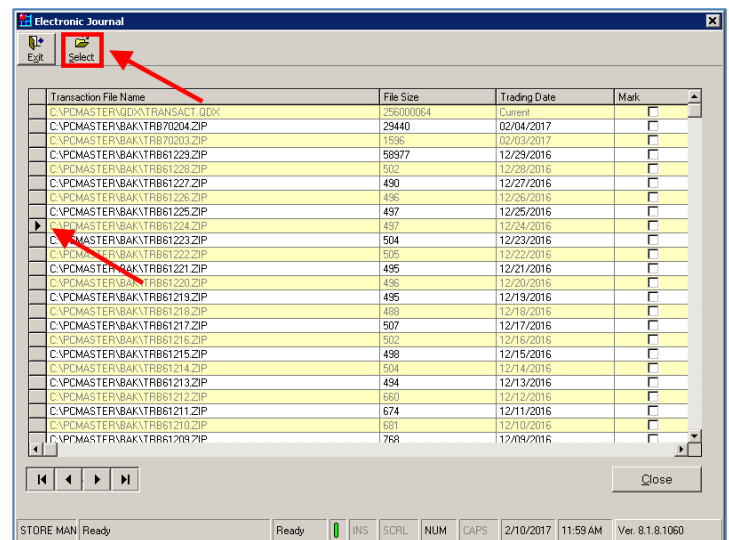 Electronic Journal
Exit Select
Transaction File Name File Size Trading Date Mark
C:\PCMASTER\QDX\TRANSACT.QDX 256000064 Current
C:\PCMASTER\BAK\TRB70204.ZIP 29440 02/04/2017
C:\PCMASTER\BAK\TRB70203.ZIP 1596 02/03/2017
C:\PCMASTER\BAK\TRB61229.ZIP 58977 12/29/2016
C:\PCMASTER\BAK\TRB61228.ZIP 502 12/28/2016
C:\PCMASTER\BAK\TRB61227.ZIP 490 12/27/2016
C:\PCMASTER\BAK\TRB61226.ZIP 496 12/26/2016
C:\PCMASTER\BAK\TRB61225.ZIP 497 12/25/2016
C:\PCMASTER\BAK\TRB61224.ZIP 497 12/24/2016
C:\PCMASTER\BAK\TRB61223.ZIP 504 12/23/2016
C:\PCMASTER\BAK\TRB61222.ZIP 505 12/22/2016
C:\PCMASTER\BAK\TRB61221.ZIP 495 12/21/2016
C:\PCMASTER\BAK\TRB61220.ZIP 496 12/20/2016
C:\PCMASTER\BAK\TRB61219.ZIP 495 12/19/2016
C:\PCMASTER\BAK\TRB61218.ZIP 488 12/18/2016
C:\PCMASTER\BAK\TRB61217.ZIP 507 12/17/2016
C:\PCMASTER\BAK\TRB61216.ZIP 502 12/16/2016
C:\PCMASTER\BAK\TRB61215.ZIP 498 12/15/2016
C:\PCMASTER\BAK\TRB61214.ZIP 504 12/14/2016
C:\PCMASTER\BAK\TRB61213.ZIP 494 12/13/2016
C:\PCMASTER\BAK\TRB61212.ZIP 660 12/12/2016
C:\PCMASTER\BAK\TRB61211.ZIP 674 12/11/2016
C:\PCMASTER\BAK\TRB61210.ZIP 681 12/10/2016
C:\PCMASTER\BAK\TRB61209.ZIP 768 12/09/2016
Close
STORE MAN Ready Ready INS SCRL NUM CAPS 2/10/2017 11:59 AM Ver. 8.1.8.1060